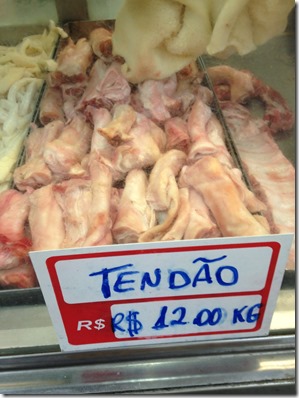 TENDÃO
R$ R$ 12.00 KG